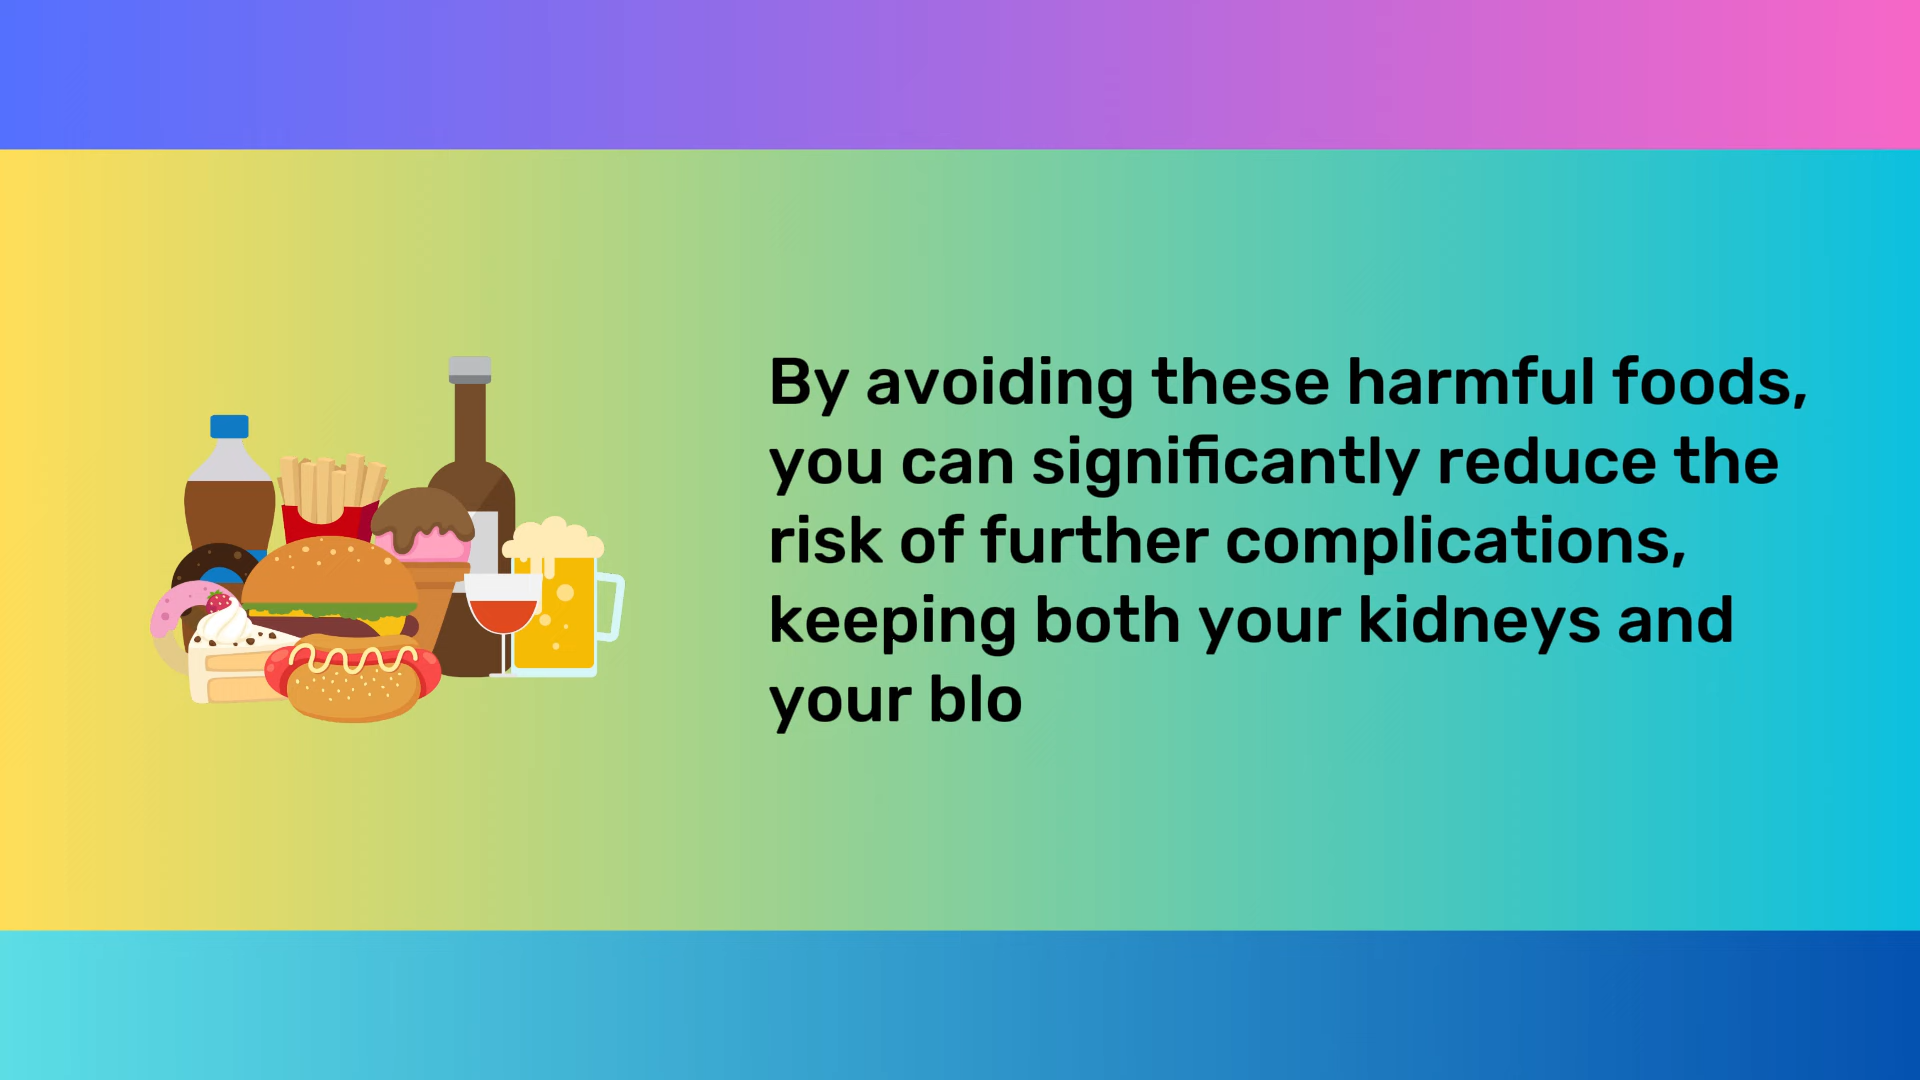 By avoiding these harmful foods,
you can significantly reduce the
risk of further complications,
keeping both your kidneys and
your blo